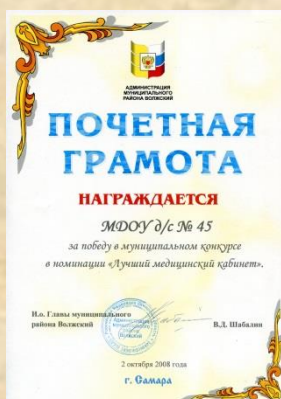 АДМИНИСТРАЦИЯ
МУНИЦИПАЛЬНОГО
РАЙОНА ВОЛЖСКИЙ
ПОЧЕТНАЯ
ГРАМОТА
НАГРАЖДАЕТСЯ
МДОУ д/с № 45
за победу в муниципальном конкурсе
в номинации «Лучший медицинский кабинет».
И.о. Главы муниципального
района Волжский
В.Д. Шабалин
2 октября 2008 года
г. Самара